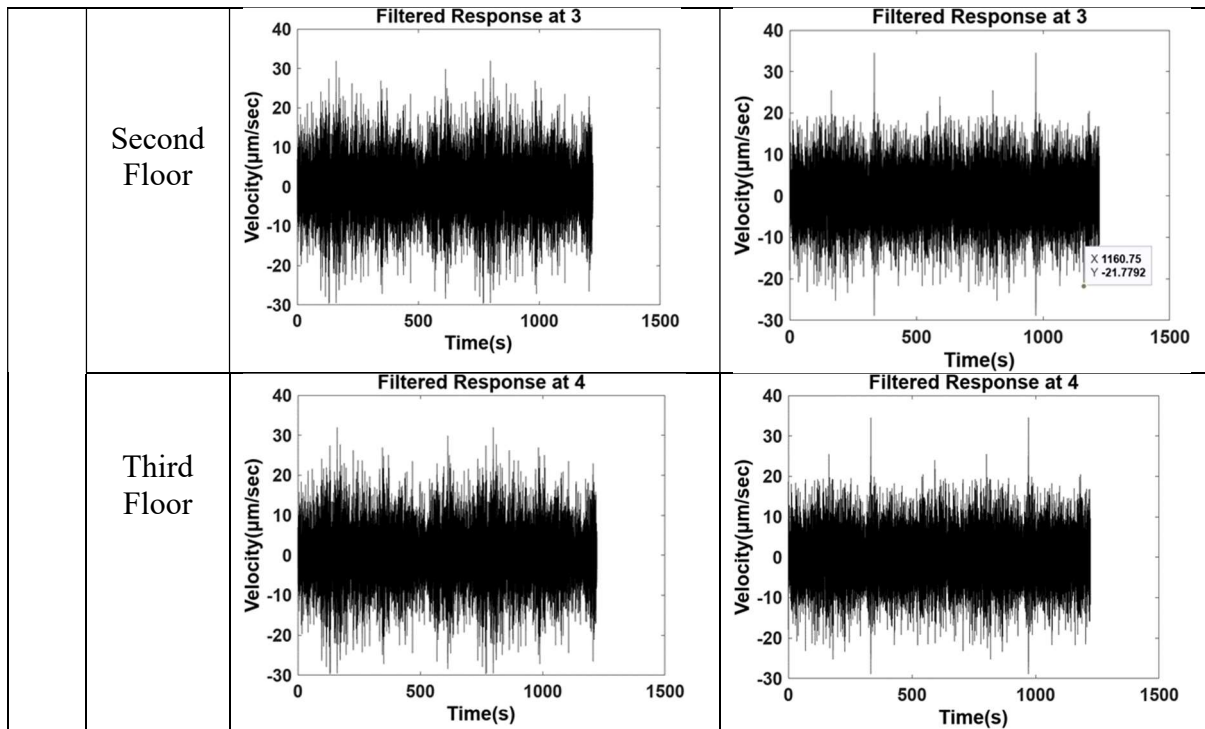 Second
Floor
Filtered Response at 3
40
30
20
10
0
-10
-20
-30
Velocity(µm/sec)
0 500 1000 1500
Time(s)
Filtered Response at 3
40
30
20
10
0
-10
-20
-30
Velocity(µm/sec)
X 1160.75
Y -21.7792
0 500 1000 1500
Time(s)
Third
Floor
Filtered Response at 4
40
30
20
10
0
-10
-20
-30
Velocity(µm/sec)
0 500 1000 1500
Time(s)
Filtered Response at 4
40
30
20
10
0
-10
-20
-30
Velocity(µm/sec)
0 500 1000 1500
Time(s)